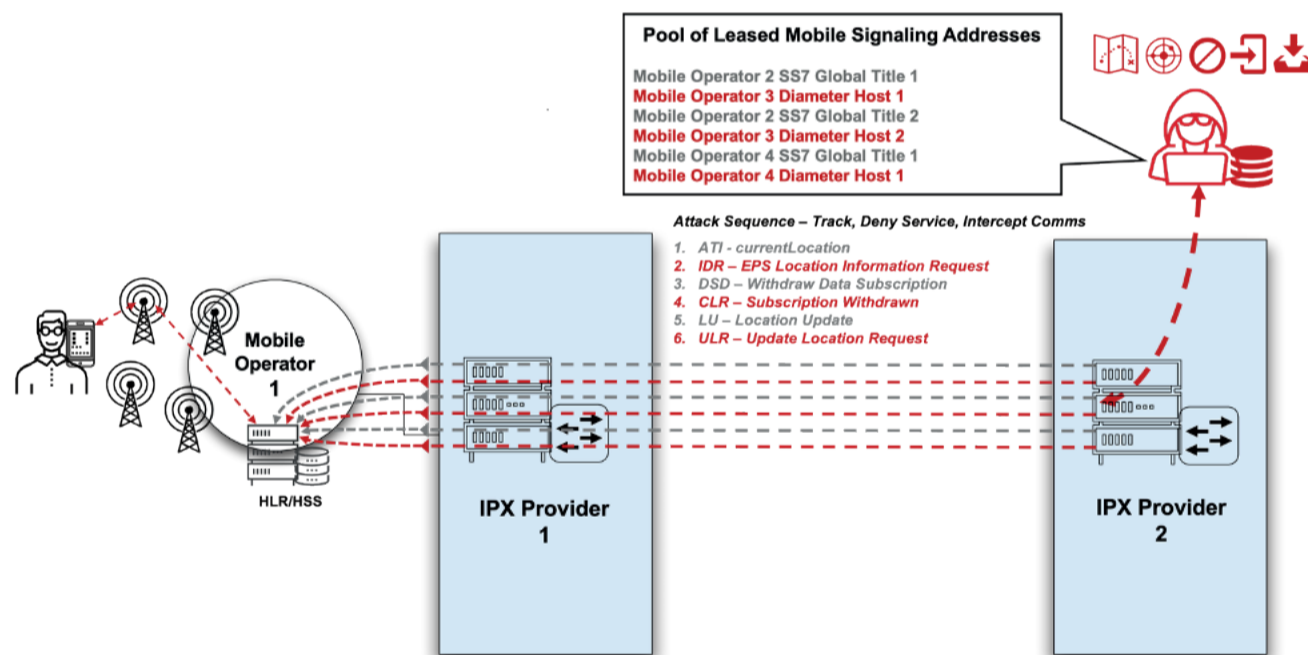 Pool of Leased Mobile Signaling Addresses
Mobile Operator 2 SS7 Global Title 1
Mobile Operator 3 Diameter Host 1
Mobile Operator 2 SS7 Global Title 2
Mobile Operator 3 Diameter Host 2
Mobile Operator 4 SS7 Global Title 1
Mobile Operator 4 Diameter Host 1
Attack Sequence – Track, Deny Service, Intercept Comms
1. ATI - currentLocation
2. IDR – EPS Location Information Request
3. DSD – Withdraw Data Subscription
4. CLR – Subscription Withdrawn
5. LU – Location Update
6. ULR – Update Location Request
Mobile
Operator
1
HLR/HSS
IPX Provider
1
IPX Provider
2